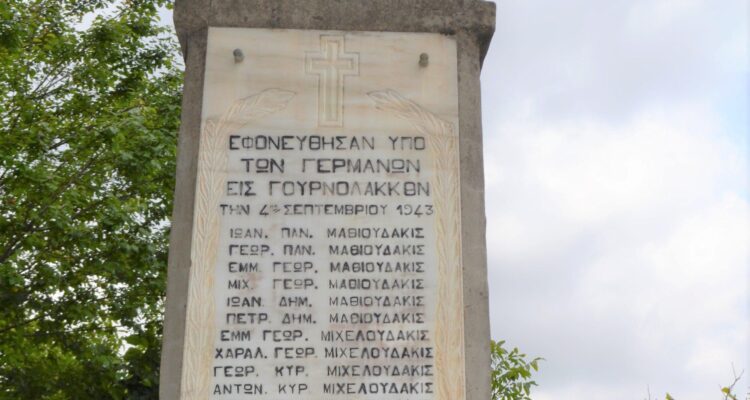 ΕΦΟΝΕΥΘΗΣΑΝ ΥΠΟ
ΤΩΝ ΓΕΡΜΑΝΩΝ
ΕΙΣ ΓΟΥΡΝΟΛΑΚΚΟΝ
ΤΗΝ 4ΗΝ ΣΕΠΤΕΜΒΡΙΟΥ 1943
ΙΩΑΝ. ΠΑΝ. ΜΑΘΙΟΥΔΑΚΙΣ
ΓΕΩΡ. ΠΑΝ. ΜΑΘΙΟΥΔΑΚΙΣ
ΕΜΜ. ΓΕΩΡ. ΜΑΘΙΟΥΔΑΚΙΣ
ΜΙΧ. ΓΕΩΡ. ΜΑΘΙΟΥΔΑΚΙΣ
ΙΩΑΝ. ΔΗΜ. ΜΑΘΙΟΥΔΑΚΙΣ
ΠΕΤΡ. ΔΗΜ. ΜΑΘΙΟΥΔΑΚΙΣ
ΕΜΜ ΓΕΩΡ. ΜΙΧΕΛΟΥΔΑΚΙΣ
ΧΑΡΑΛ. ΓΕΩΡ. ΜΙΧΕΛΟΥΔΑΚΙΣ
ΓΕΩΡ. ΚΥΡ. ΜΙΧΕΛΟΥΔΑΚΙΣ
ΑΝΤΩΝ. ΚΥΡ. ΜΙΧΕΛΟΥΔΑΚΙΣ